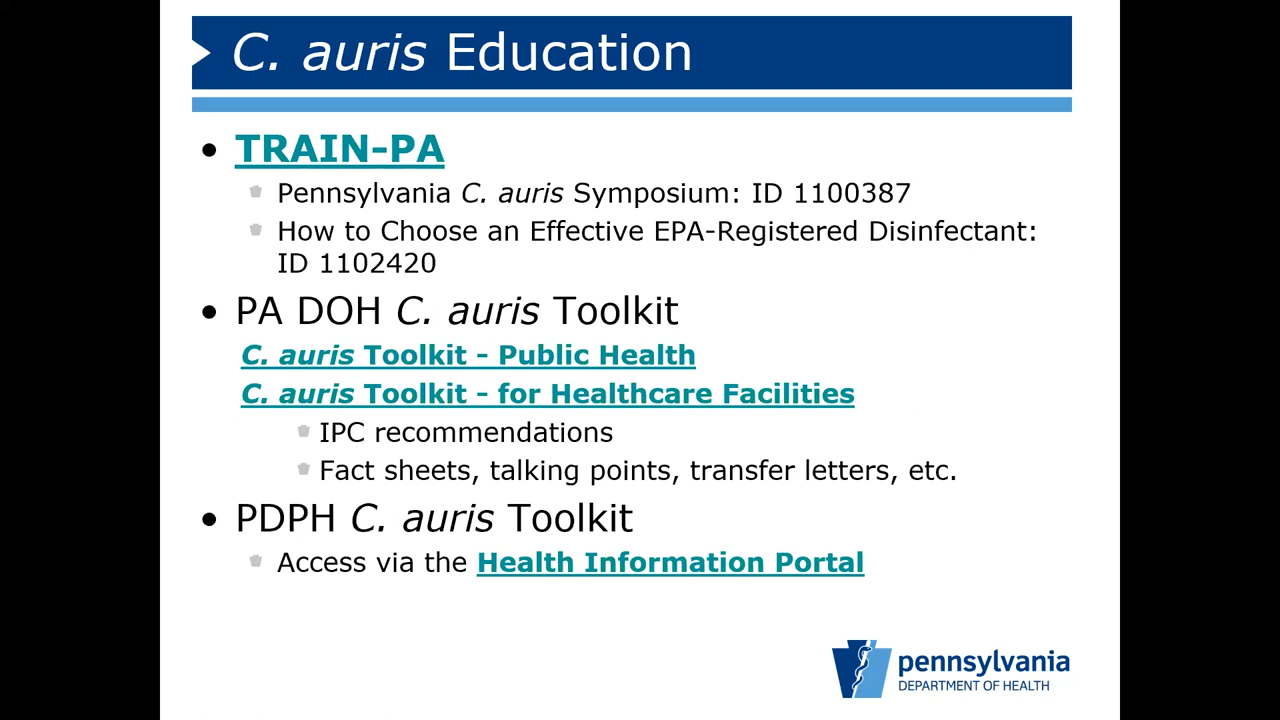 C. auris Education
• TRAIN-PA
Pennsylvania C. auris Symposium: ID 1100387
How to Choose an Effective EPA-Registered Disinfectant:
ID 1102420
• PA DOH C. auris Toolkit
C. auris Toolkit - Public Health
C. auris Toolkit - for Healthcare Facilities
IPC recommendations
Fact sheets, talking points, transfer letters, etc.
• PDPH C. auris Toolkit
Access via the Health Information Portal
pennsylvania
DEPARTMENT OF HEALTH